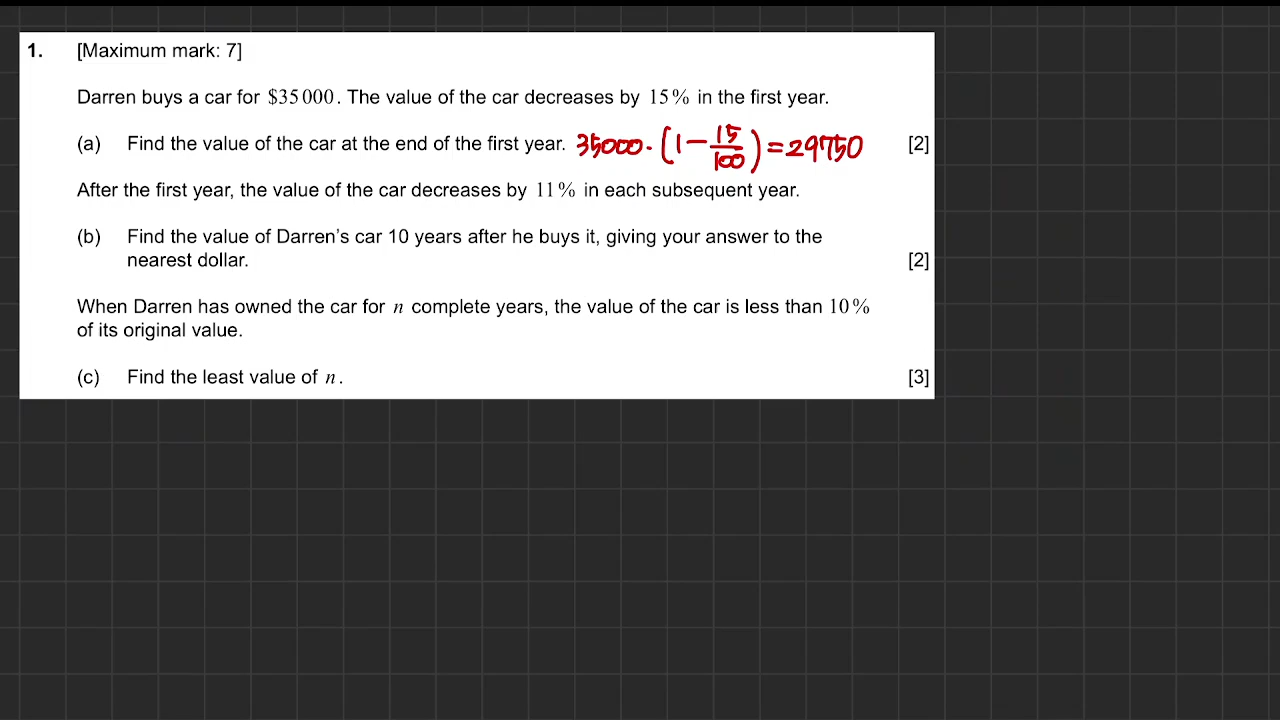 1. [Maximum mark: 7]
Darren buys a car for $35 000. The value of the car decreases by 15% in the first year.
(a) Find the value of the car at the end of the first year. 35000·(1−15/100)=29750 [2]
After the first year, the value of the car decreases by 11% in each subsequent year.
(b) Find the value of Darren's car 10 years after he buys it, giving your answer to the
nearest dollar. [2]
When Darren has owned the car for n complete years, the value of the car is less than 10%
of its original value.
(c) Find the least value of n. [3]